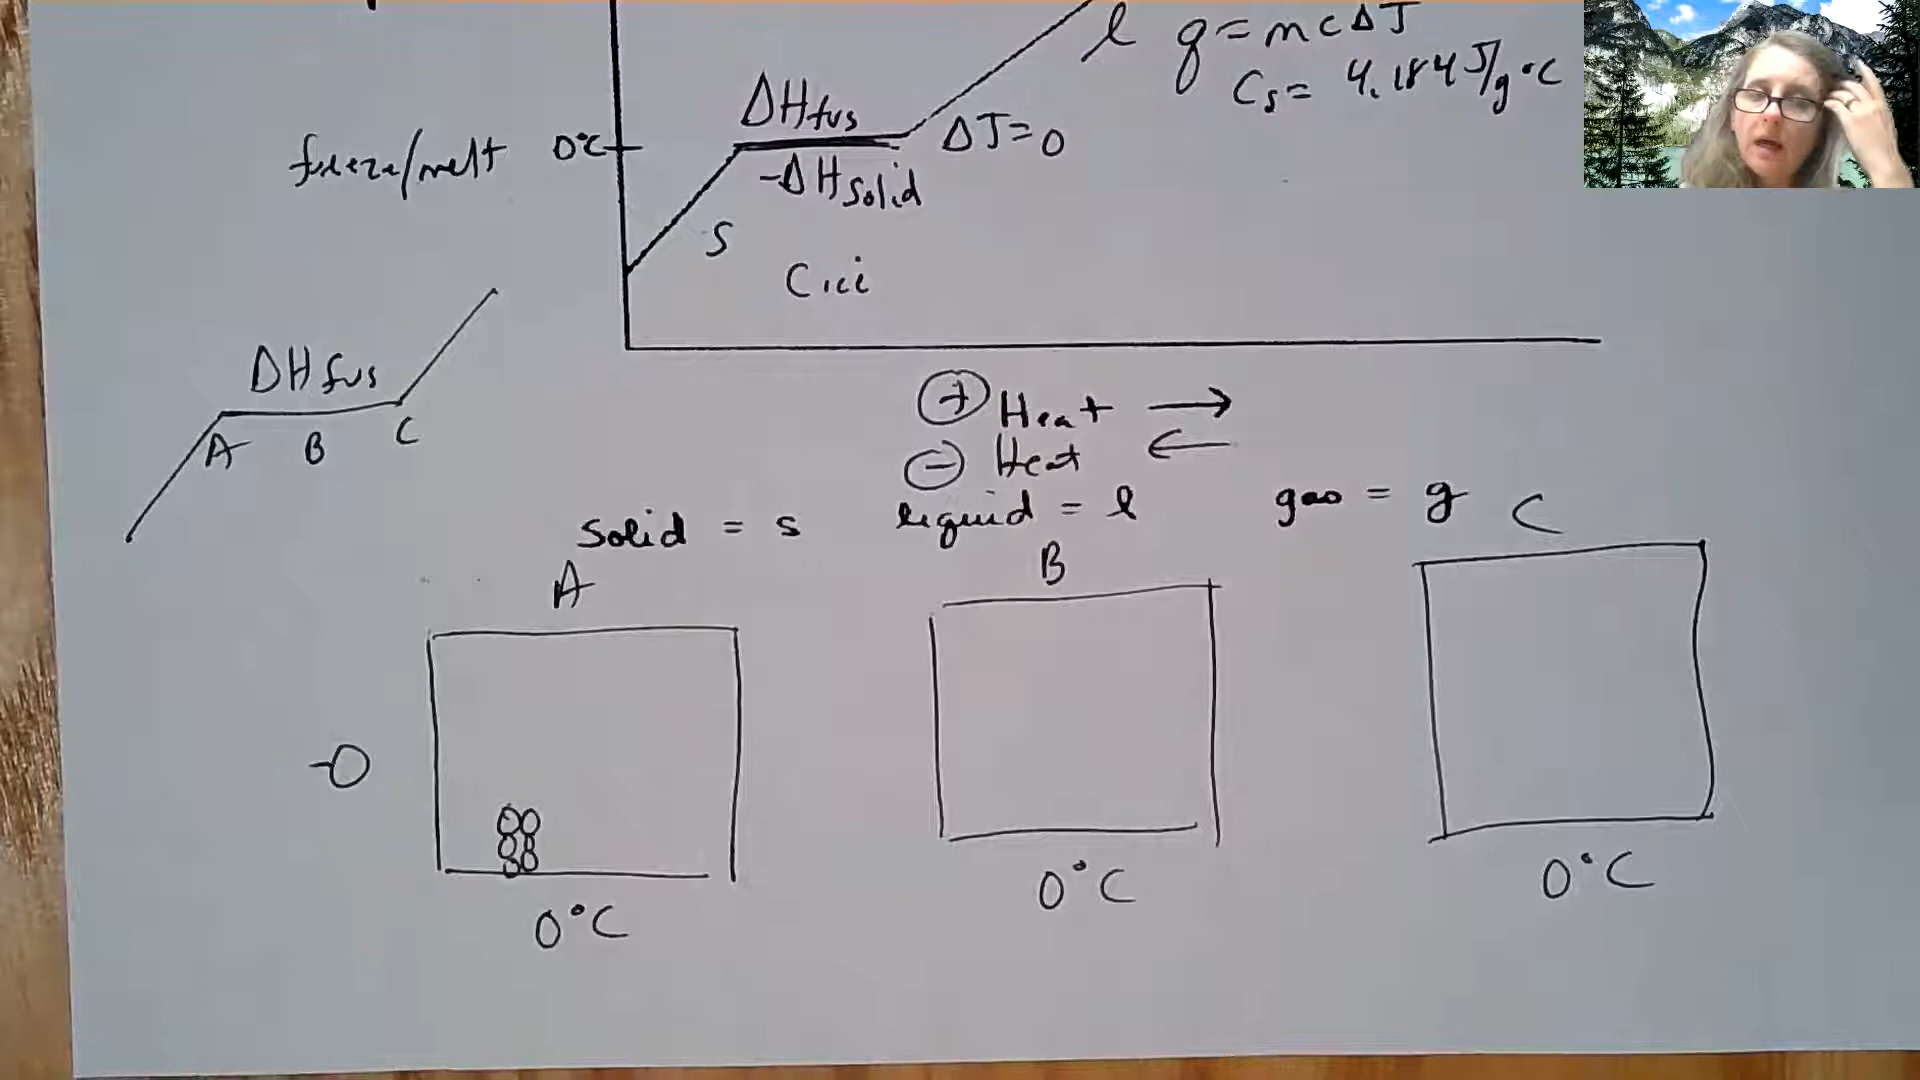 l q = mcΔT
Cs = 4.184 J/g°C
ΔHfus
freeze/melt 0°C ΔT = 0
-ΔHsolid
s
Cice
ΔHfus
A B C
+ Heat →
- Heat ←
solid = s liquid = l gas = g
A B C
0°C 0°C 0°C